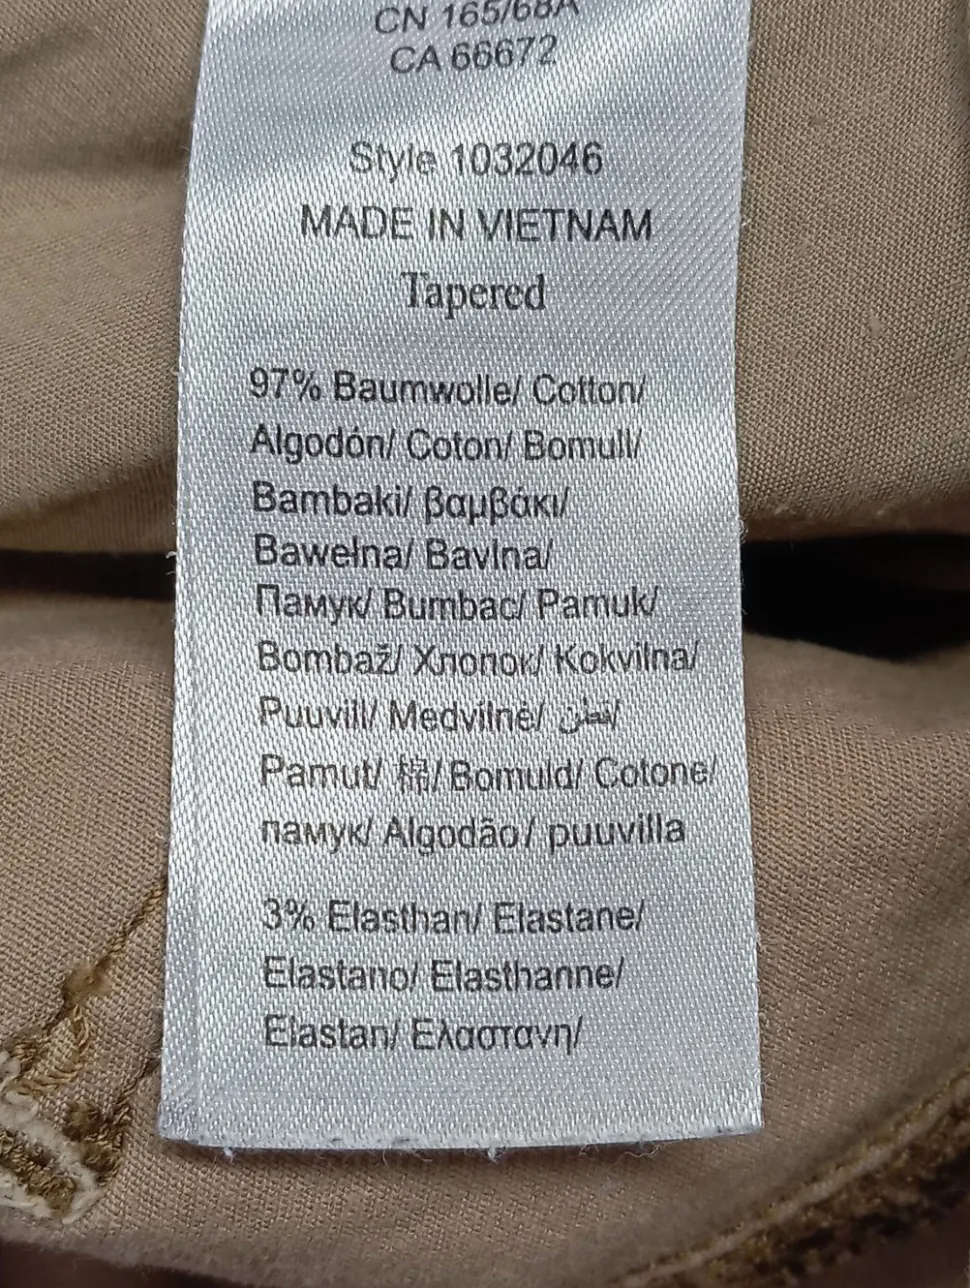 CN 165/68A
CA 66672
Style 1032046
MADE IN VIETNAM
Tapered
97% Baumwolle/ Cotton/
Algodón/ Coton/ Bomull/
Bambaki/ βαμβάκι/
Bawełna/ Bavlna/
Памук/ Bumbac/ Pamuk/
Bombaž/ Хлопок/ Kokvilna/
Puuvill/ Medvilnė/ قطن/
Pamut/ 棉/ Bomuld/ Cotone/
памук/ Algodão/ puuvilla
3% Elasthan/ Elastane/
Elastano/ Elasthanne/
Elastan/ Ελαστανη/